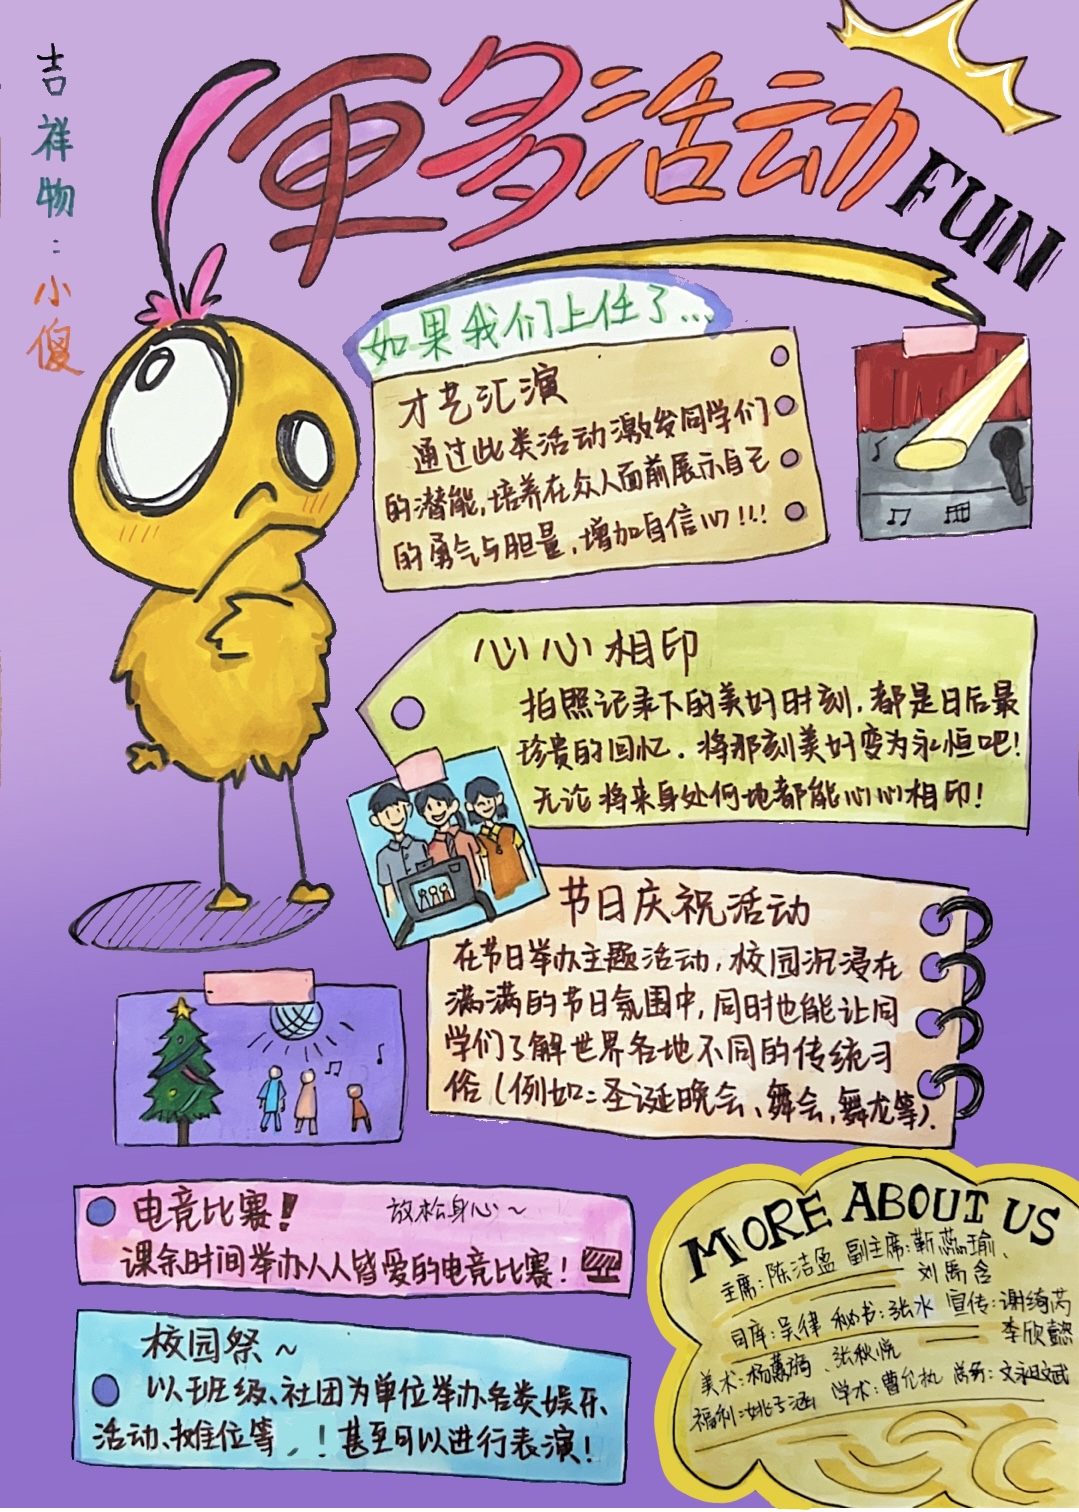 吉祥物：小傻
更多活动
FUN
如果我们上任了...
才艺汇演
通过此类活动激发同学们
的潜能,培养在众人面前展示自己
的勇气与胆量,增加自信心!!!
心心相印
拍照记录下的美好时刻,都是日后最
珍贵的回忆.将那刻美好变为永恒吧!
无论将来身处何地都能心心相印!
节日庆祝活动
在节日举办主题活动,校园沉浸在
满满的节日氛围中,同时也能让同
学们了解世界各地不同的传统习
俗(例如:圣诞晚会、舞会,舞龙等).
电竞比赛!
放松身心~
课余时间举办人人皆爱的电竞比赛!
校园祭~
以班级、社团为单位举办各类娱乐
活动、摊位等,!甚至可以进行表演!
MORE ABOUT US
主席:陈洁盈 副主席:靳蕊瑜、
刘禹含
司库:吴律 秘书:张水 宣传:谢绮芮
李欣懿
美术:杨蕙瑜、张秋悦
福利:姚于涵 学术:曹允执 总务:文昶斌